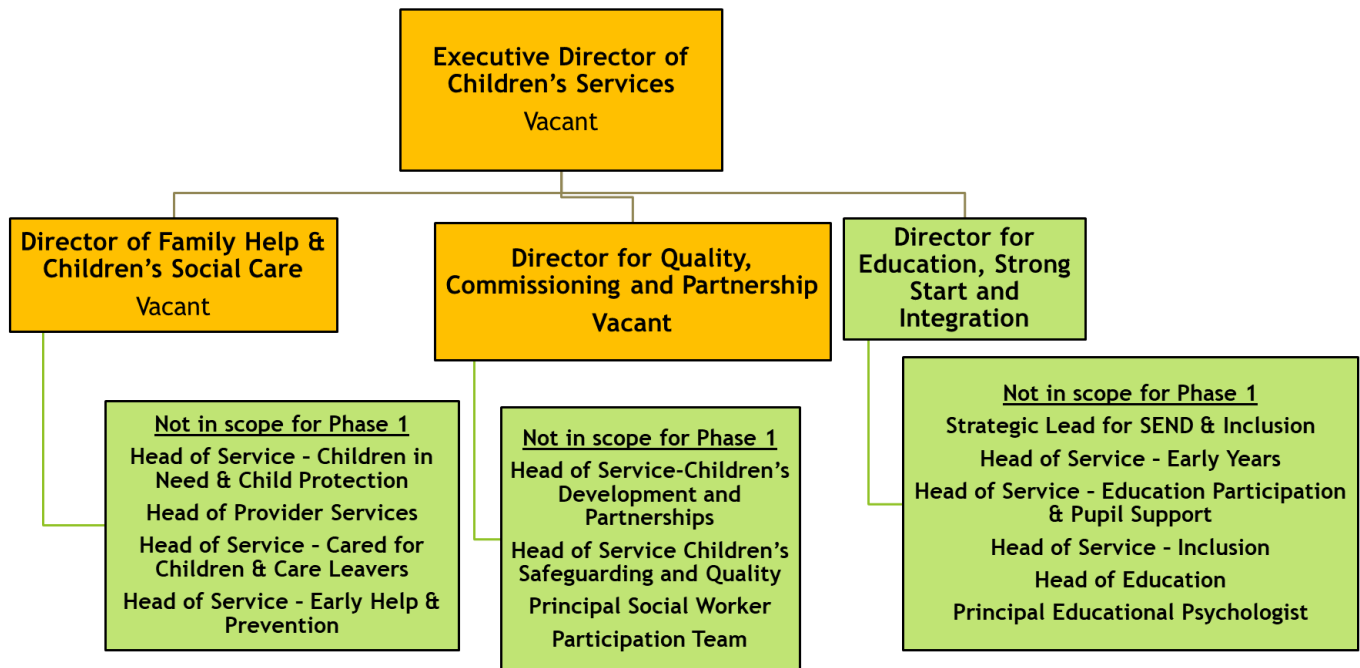 Executive Director of
Children’s Services
Vacant
Director of Family Help &
Children’s Social Care
Vacant
Director for Quality,
Commissioning and Partnership
Vacant
Director for
Education, Strong
Start and
Integration
Not in scope for Phase 1
Head of Service – Children in
Need & Child Protection
Head of Provider Services
Head of Service – Cared for
Children & Care Leavers
Head of Service – Early Help &
Prevention
Not in scope for Phase 1
Head of Service-Children’s
Development and
Partnerships
Head of Service Children’s
Safeguarding and Quality
Principal Social Worker
Participation Team
Not in scope for Phase 1
Strategic Lead for SEND & Inclusion
Head of Service – Early Years
Head of Service – Education Participation
& Pupil Support
Head of Service – Inclusion
Head of Education
Principal Educational Psychologist